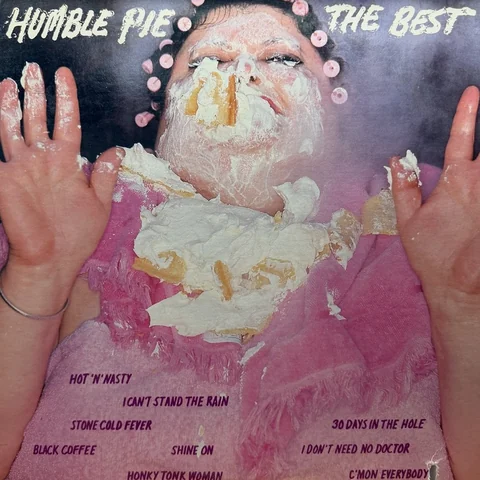 HUMBLE PIE THE BEST
HOT 'N' NASTY
I CAN'T STAND THE RAIN
STONE COLD FEVER 30 DAYS IN THE HOLE
BLACK COFFEE SHINE ON I DON'T NEED NO DOCTOR
HONKY TONK WOMAN C'MON EVERYBODY